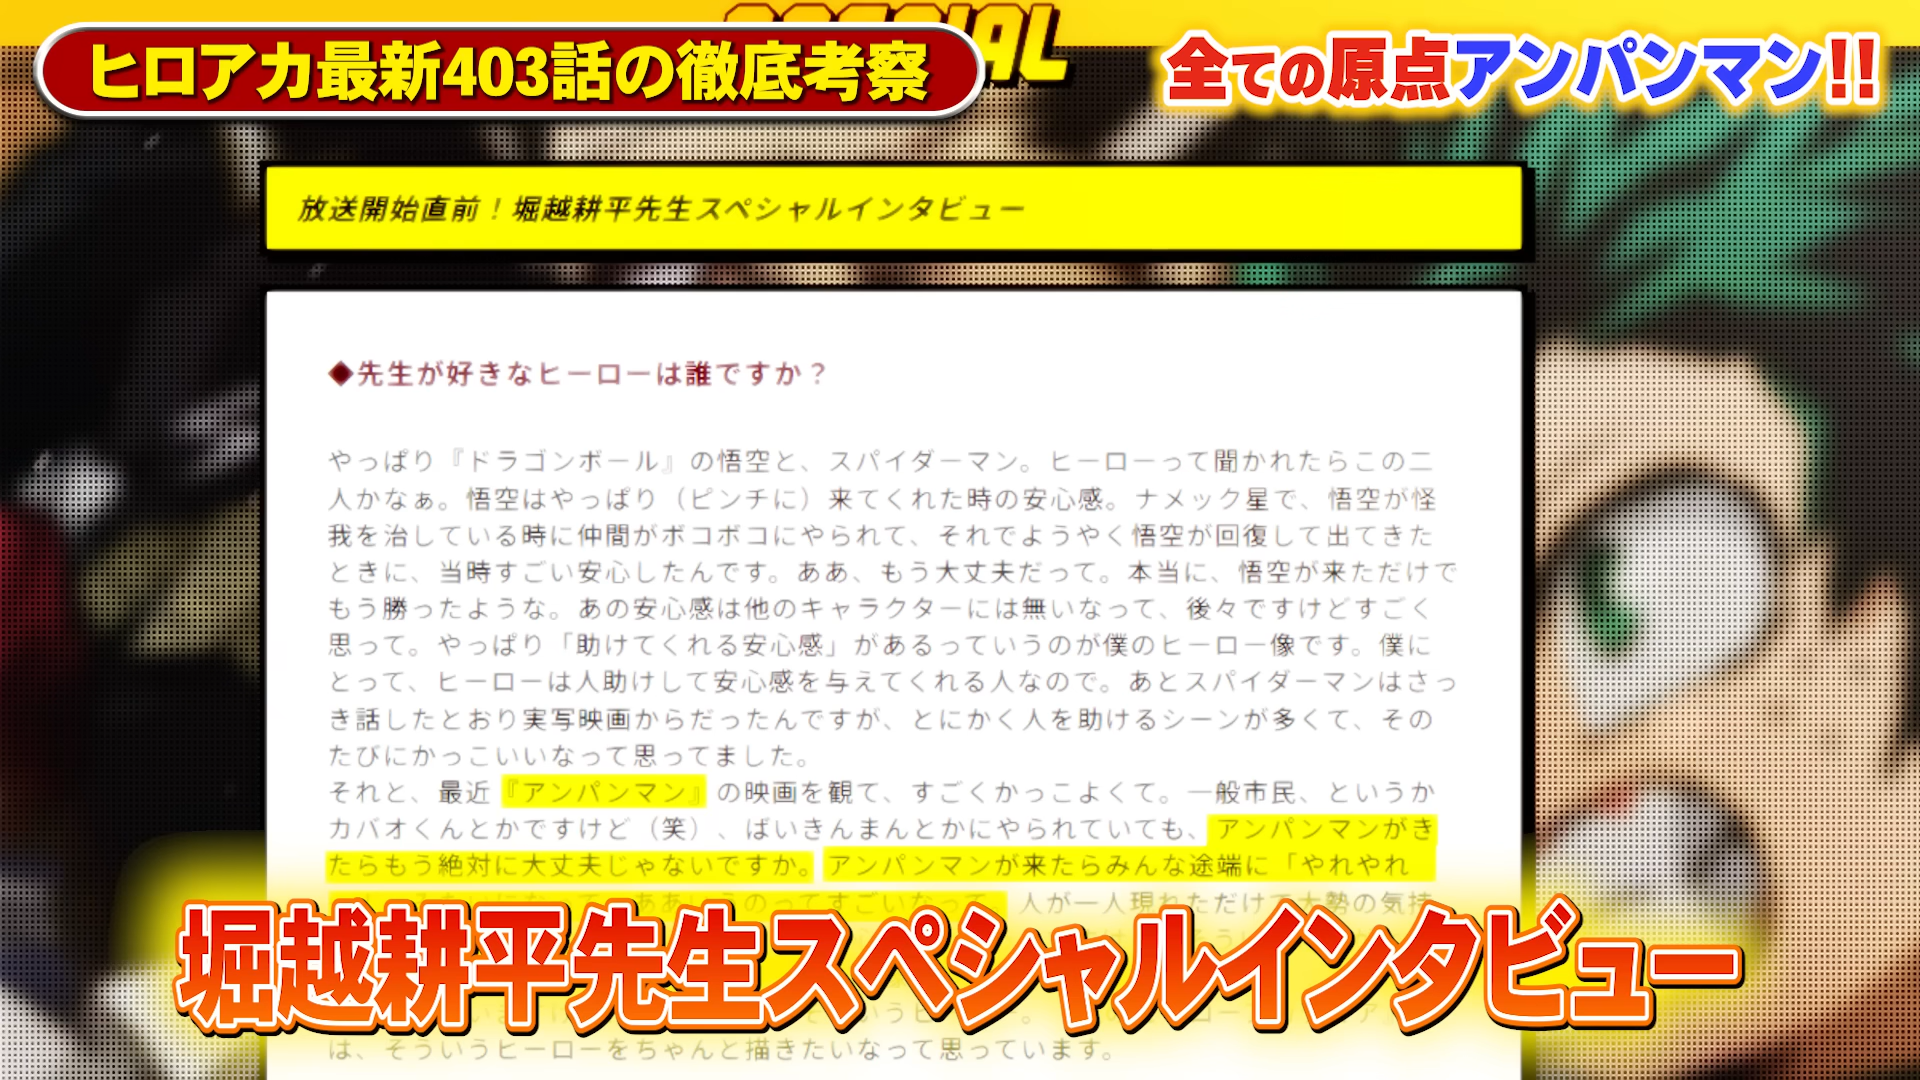 SPECIAL
ヒロアカ最新403話の徹底考察
全ての原点アンパンマン!!
放送開始直前！堀越耕平先生スペシャルインタビュー
◆先生が好きなヒーローは誰ですか？
やっぱり『ドラゴンボール』の悟空と、スパイダーマン。ヒーローって聞かれたらこの二
人かなぁ。悟空はやっぱり（ピンチに）来てくれた時の安心感。ナメック星で、悟空が怪
我を治している時に仲間がボコボコにやられて、それでようやく悟空が回復して出てきた
ときに、当時すごい安心したんです。ああ、もう大丈夫だって。本当に、悟空が来ただけで
もう勝ったような。あの安心感は他のキャラクターには無いなって、後々ですけどすごく
思って。やっぱり「助けてくれる安心感」があるっていうのが僕のヒーロー像です。僕に
とって、ヒーローは人助けして安心感を与えてくれる人なので。あとスパイダーマンはさっ
き話したとおり実写映画からだったんですが、とにかく人を助けるシーンが多くて、その
たびにかっこいいなって思ってました。
それと、最近『アンパンマン』の映画を観て、すごくかっこよくて。一般市民、というか
カバオくんとかですけど（笑）、ばいきんまんとかにやられていても、アンパンマンがき
たらもう絶対に大丈夫じゃないですか。アンパンマンが来たらみんな途端に「やれやれ
すごいなって。人が一人現れただけで大勢の気持
堀越耕平先生スペシャルインタビュー
は、そういうヒーローをちゃんと描きたいなって思っています。